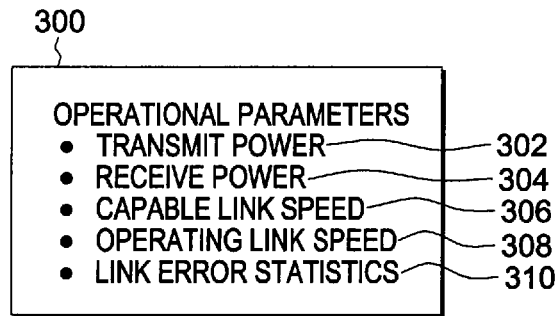 300
OPERATIONAL PARAMETERS
• TRANSMIT POWER 302
• RECEIVE POWER 304
• CAPABLE LINK SPEED 306
• OPERATING LINK SPEED 308
• LINK ERROR STATISTICS 310